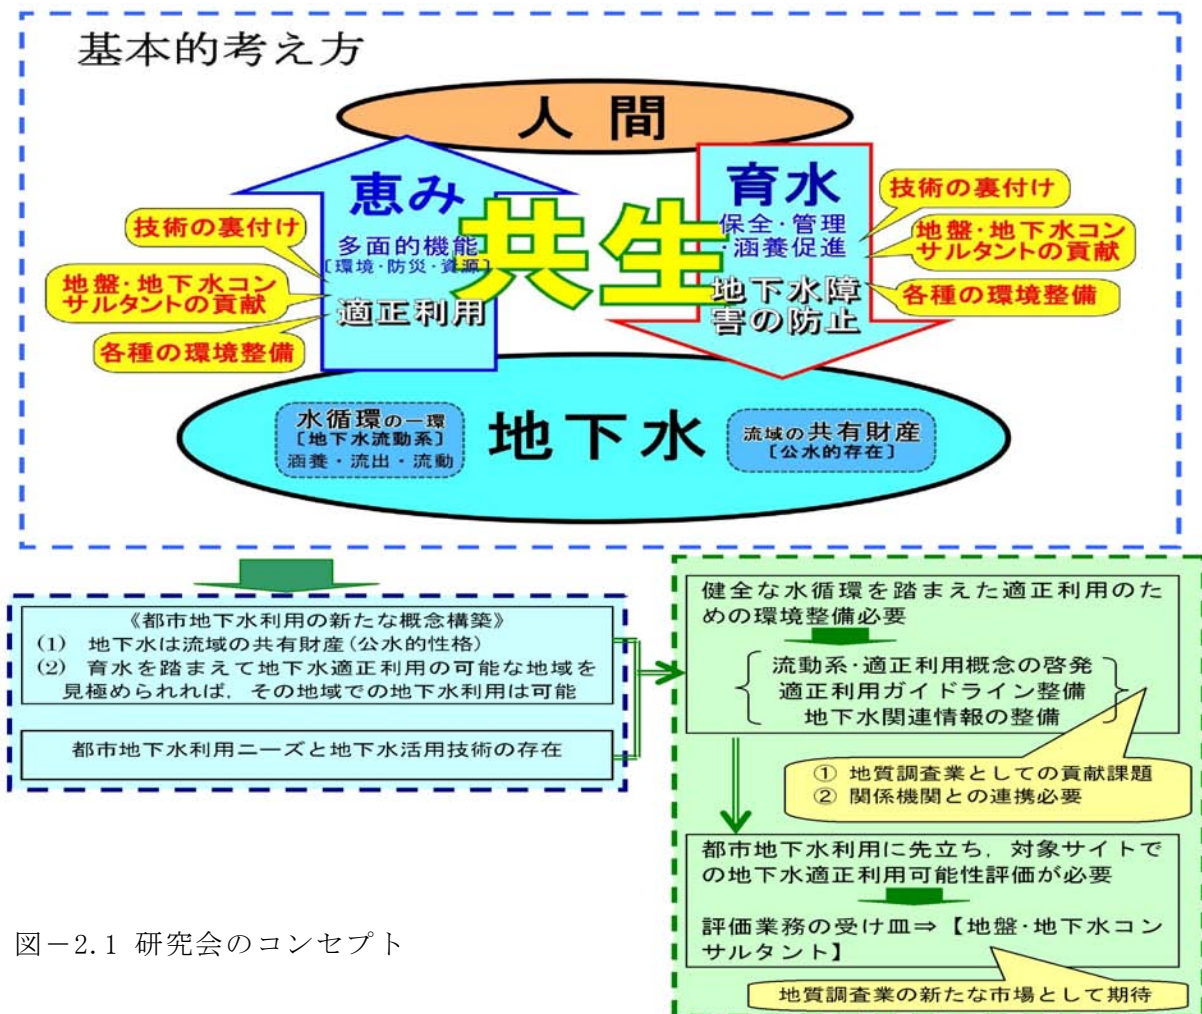 基本的考え方
人 間
恵み
多面的機能
［環境・防災・資源］
適正利用
技術の裏付け
地盤・地下水コン
サルタントの貢献
各種の環境整備
共生
育水
保全・管理
・涵養促進
地下水障
害の防止
技術の裏付け
地盤・地下水コン
サルタントの貢献
各種の環境整備
水循環の一環
［地下水流動系］
涵養・流出・流動
地下水
流域の共有財産
［公水的存在］
《都市地下水利用の新たな概念構築》
(1) 地下水は流域の共有財産(公水的性格)
(2) 育水を踏まえて地下水適正利用の可能な地域を
見極められれば，その地域での地下水利用は可能
都市地下水利用ニーズと地下水活用技術の存在
健全な水循環を踏まえた適正利用のた
めの環境整備必要
流動系・適正利用概念の啓発
適正利用ガイドライン整備
地下水関連情報の整備
① 地質調査業としての貢献課題
② 関係機関との連携必要
都市地下水利用に先立ち，対象サイトで
の地下水適正利用可能性評価が必要
評価業務の受け皿⇒【地盤・地下水コン
サルタント】
地質調査業の新たな市場として期待
図－2.1 研究会のコンセプト